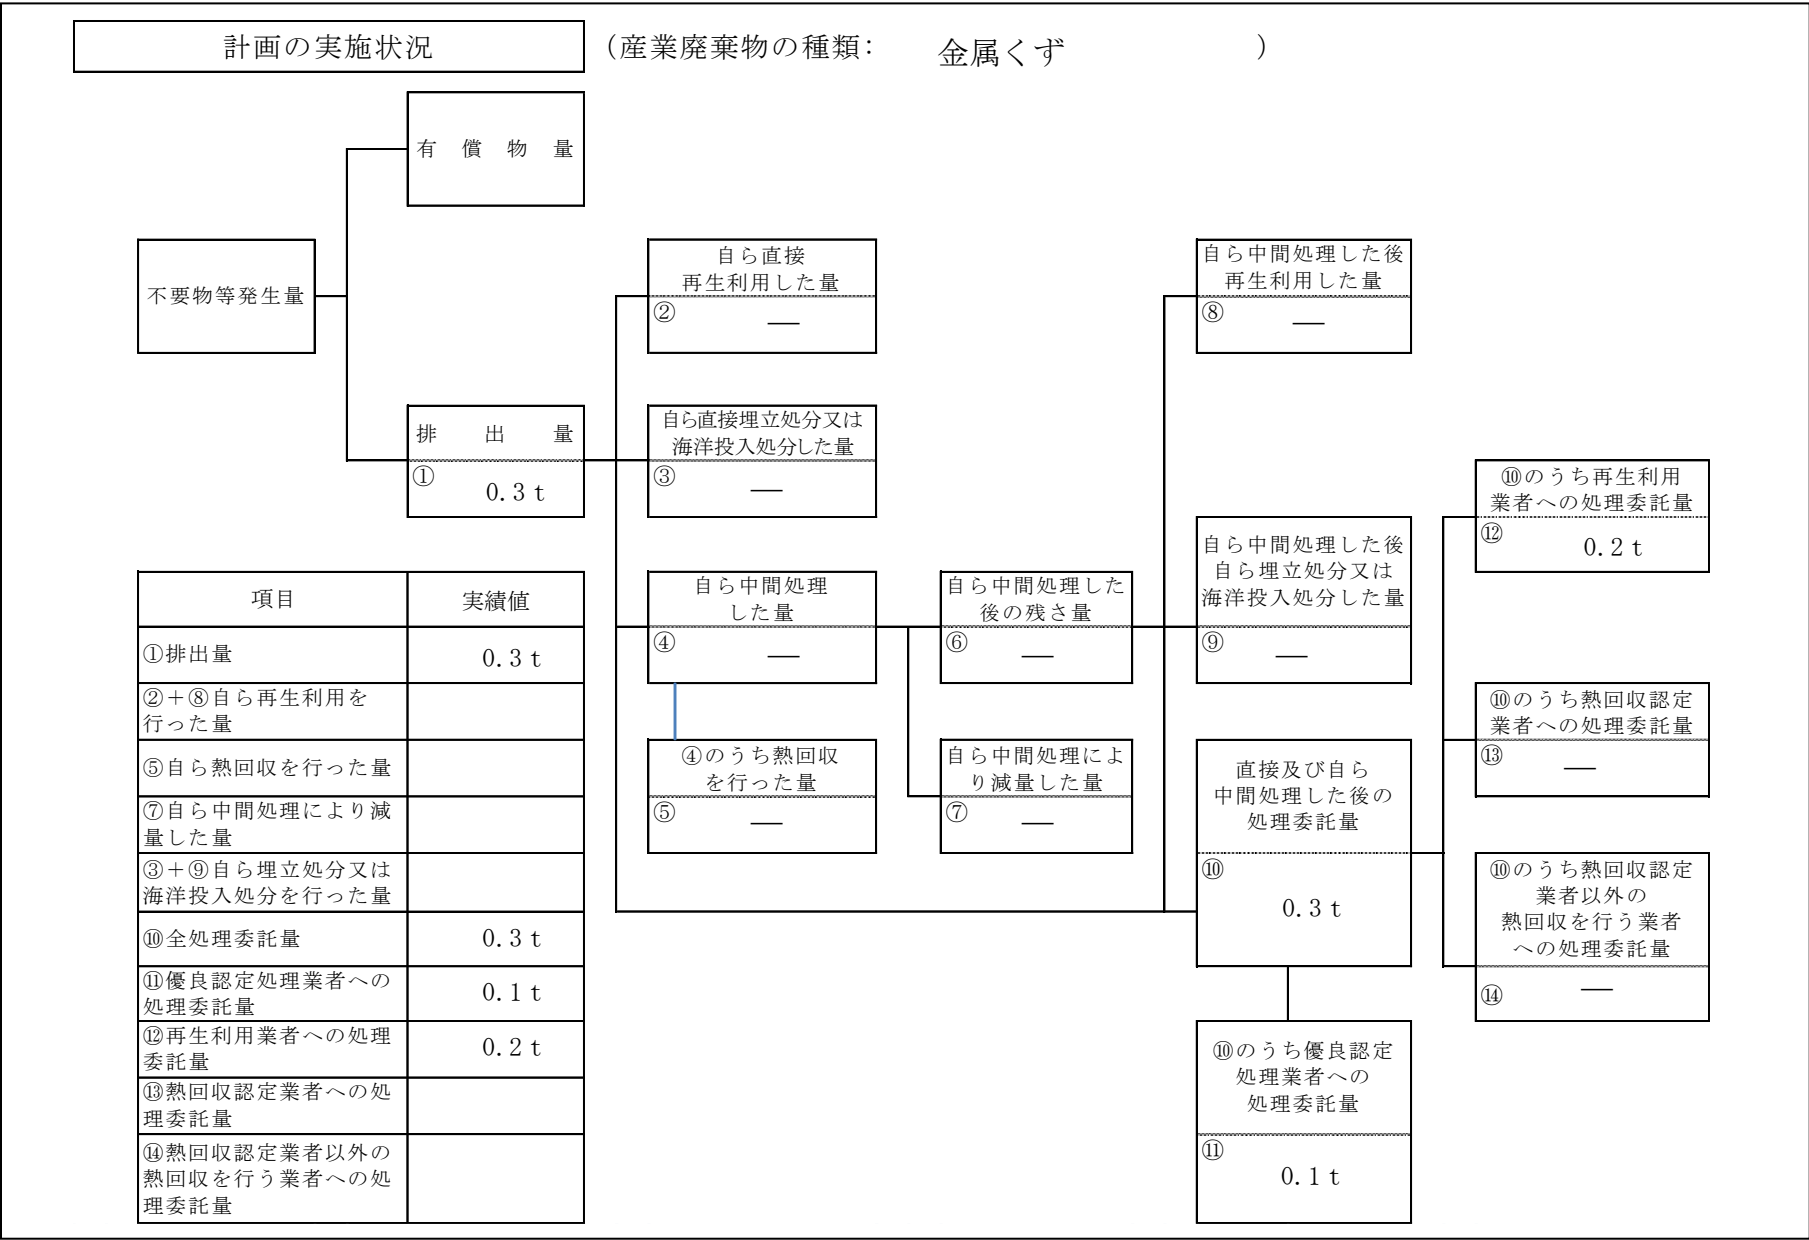 計画の実施状況
（産業廃棄物の種類： 金属くず ）
有償物量
不要物等発生量
排出量
① 0.3 t
自ら直接
再生利用した量
② ―
自ら直接埋立処分又は
海洋投入処分した量
③ ―
自ら中間処理
した量
④ ―
④のうち熱回収
を行った量
⑤ ―
自ら中間処理した
後の残さ量
⑥ ―
自ら中間処理によ
り減量した量
⑦ ―
自ら中間処理した後
再生利用した量
⑧ ―
自ら中間処理した後
自ら埋立処分又は
海洋投入処分した量
⑨ ―
直接及び自ら
中間処理した後の
処理委託量
⑩
0.3 t
⑩のうち優良認定
処理業者への
処理委託量
⑪
0.1 t
⑩のうち再生利用
業者への処理委託量
⑫ 0.2 t
⑩のうち熱回収認定
業者への処理委託量
⑬ ―
⑩のうち熱回収認定
業者以外の
熱回収を行う業者
への処理委託量
⑭ ―
項目 実績値
①排出量 0.3 t
②＋⑧自ら再生利用を
行った量
⑤自ら熱回収を行った量
⑦自ら中間処理により減
量した量
③＋⑨自ら埋立処分又は
海洋投入処分を行った量
⑩全処理委託量 0.3 t
⑪優良認定処理業者への
処理委託量 0.1 t
⑫再生利用業者への処理
委託量 0.2 t
⑬熱回収認定業者への処
理委託量
⑭熱回収認定業者以外の
熱回収を行う業者への処
理委託量